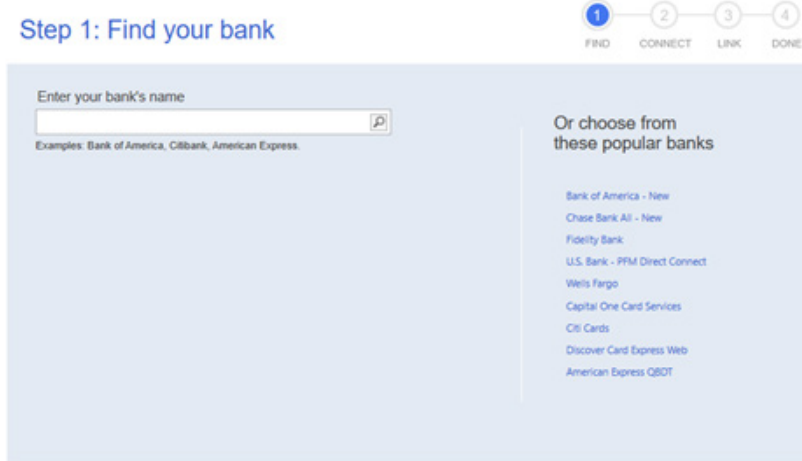 Step 1: Find your bank
1
2
3
4
FIND
CONNECT
LINK
DONE
Enter your bank's name
Examples: Bank of America, Citibank, American Express.
Or choose from
these popular banks
Bank of America - New
Chase Bank All - New
Fidelity Bank
U.S. Bank - PFM Direct Connect
Wells Fargo
Capital One Card Services
Citi Cards
Discover Card Express Web
American Express QBDT